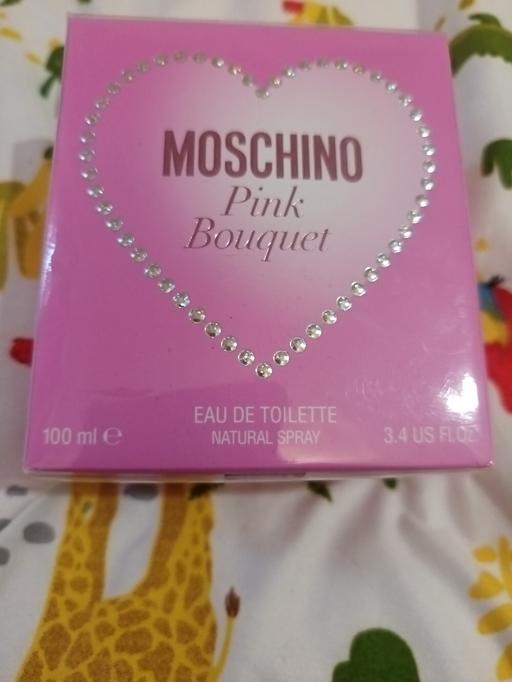 MOSCHINO
Pink
Bouquet
EAU DE TOILETTE
NATURAL SPRAY
100 ml ℮
3.4 US FL.OZ